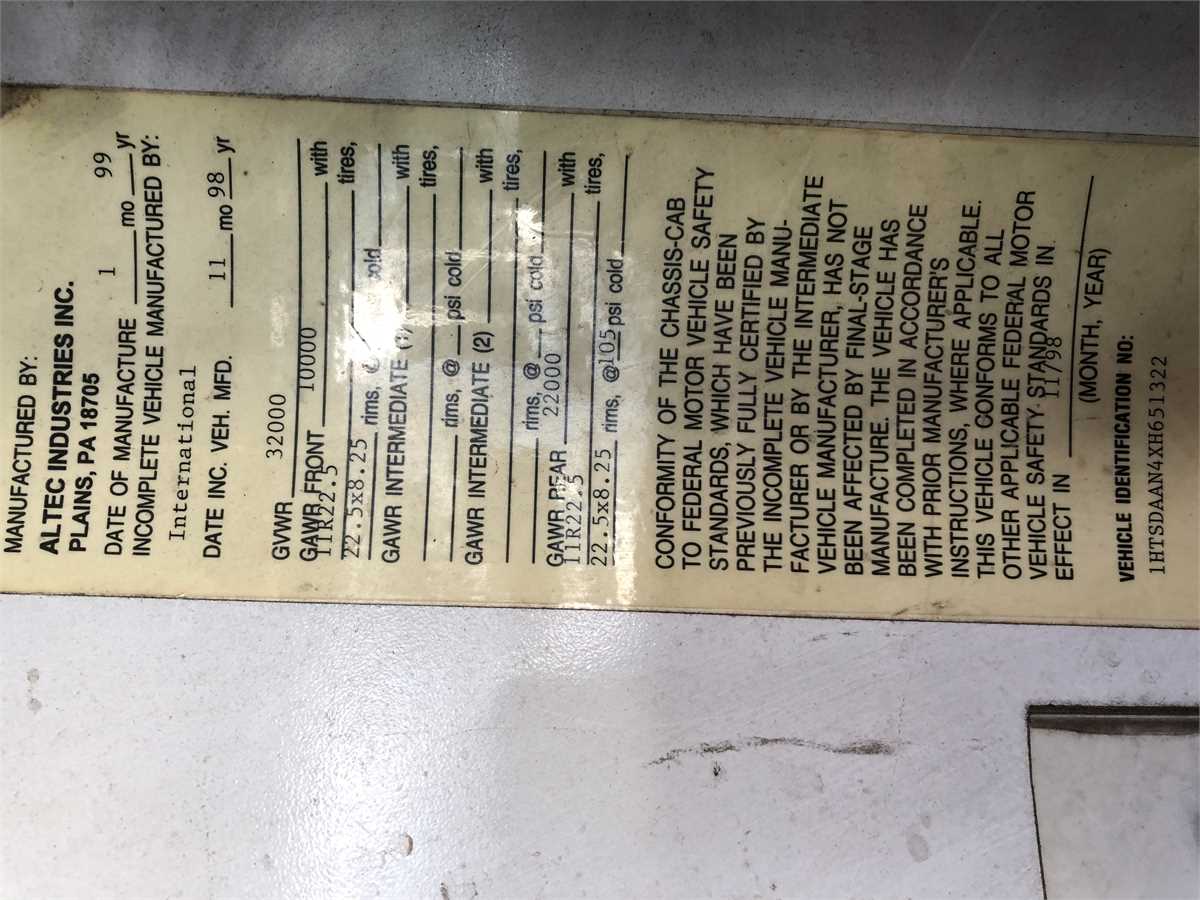 MANUFACTURED BY:
ALTEC INDUSTRIES INC.
PLAINS, PA 18705
DATE OF MANUFACTURE 1 mo 99 yr
INCOMPLETE VEHICLE MANUFACTURED BY:
International
DATE INC. VEH. MFD. 11 mo 98 yr
GVWR 32000
GAWR FRONT 10000 with
11R22.5 tires,
22.5x8.25 rims, @ cold
GAWR INTERMEDIATE (1) with
tires,
rims, @ psi cold
GAWR INTERMEDIATE (2) with
tires,
rims, @ psi cold
GAWR REAR 22000 with
11R22.5 tires,
22.5x8.25 rims, @105 psi cold
CONFORMITY OF THE CHASSIS-CAB
TO FEDERAL MOTOR VEHICLE SAFETY
STANDARDS, WHICH HAVE BEEN
PREVIOUSLY FULLY CERTIFIED BY
THE INCOMPLETE VEHICLE MANU-
FACTURER OR BY THE INTERMEDIATE
VEHICLE MANUFACTURER, HAS NOT
BEEN AFFECTED BY FINAL-STAGE
MANUFACTURE. THE VEHICLE HAS
BEEN COMPLETED IN ACCORDANCE
WITH PRIOR MANUFACTURER'S
INSTRUCTIONS, WHERE APPLICABLE.
THIS VEHICLE CONFORMS TO ALL
OTHER APPLICABLE FEDERAL MOTOR
VEHICLE SAFETY STANDARDS IN
EFFECT IN 11/98
(MONTH, YEAR)
VEHICLE IDENTIFICATION NO:
1HTSDAAN4XH651322